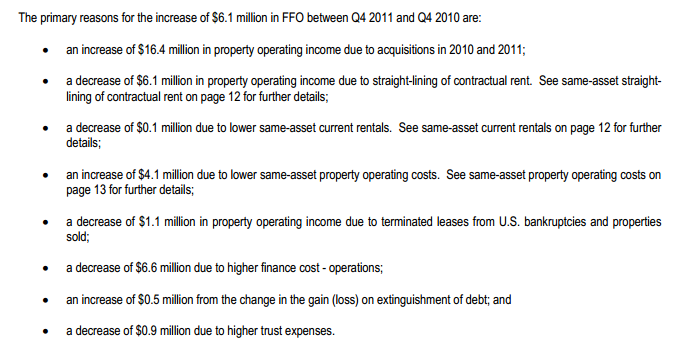 The primary reasons for the increase of $6.1 million in FFO between Q4 2011 and Q4 2010 are:
• an increase of $16.4 million in property operating income due to acquisitions in 2010 and 2011;
• a decrease of $6.1 million in property operating income due to straight-lining of contractual rent. See same-asset straight-
lining of contractual rent on page 12 for further details;
• a decrease of $0.1 million due to lower same-asset current rentals. See same-asset current rentals on page 12 for further
details;
• an increase of $4.1 million due to lower same-asset property operating costs. See same-asset property operating costs on
page 13 for further details;
• a decrease of $1.1 million in property operating income due to terminated leases from U.S. bankruptcies and properties
sold;
• a decrease of $6.6 million due to higher finance cost - operations;
• an increase of $0.5 million from the change in the gain (loss) on extinguishment of debt; and
• a decrease of $0.9 million due to higher trust expenses.